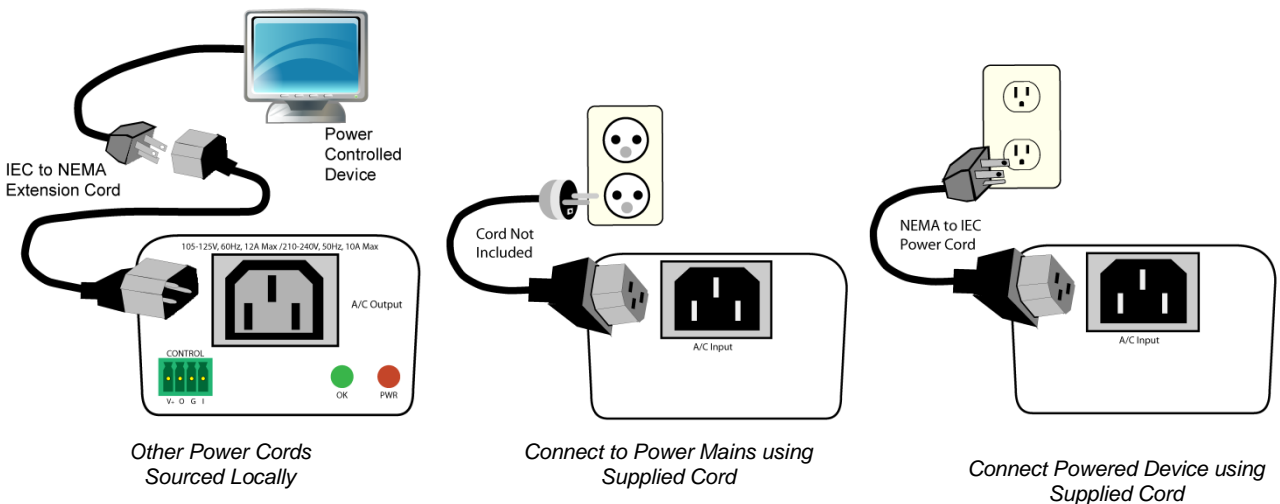 Power
Controlled
Device
IEC to NEMA
Extension Cord
105-125V, 60Hz, 12A Max /210-240V, 50Hz, 10A Max
A/C Output
CONTROL
V+ O G I
OK
PWR
Other Power Cords
Sourced Locally
Cord Not
Included
A/C Input
Connect to Power Mains using
Supplied Cord
NEMA to IEC
Power Cord
A/C Input
Connect Powered Device using
Supplied Cord